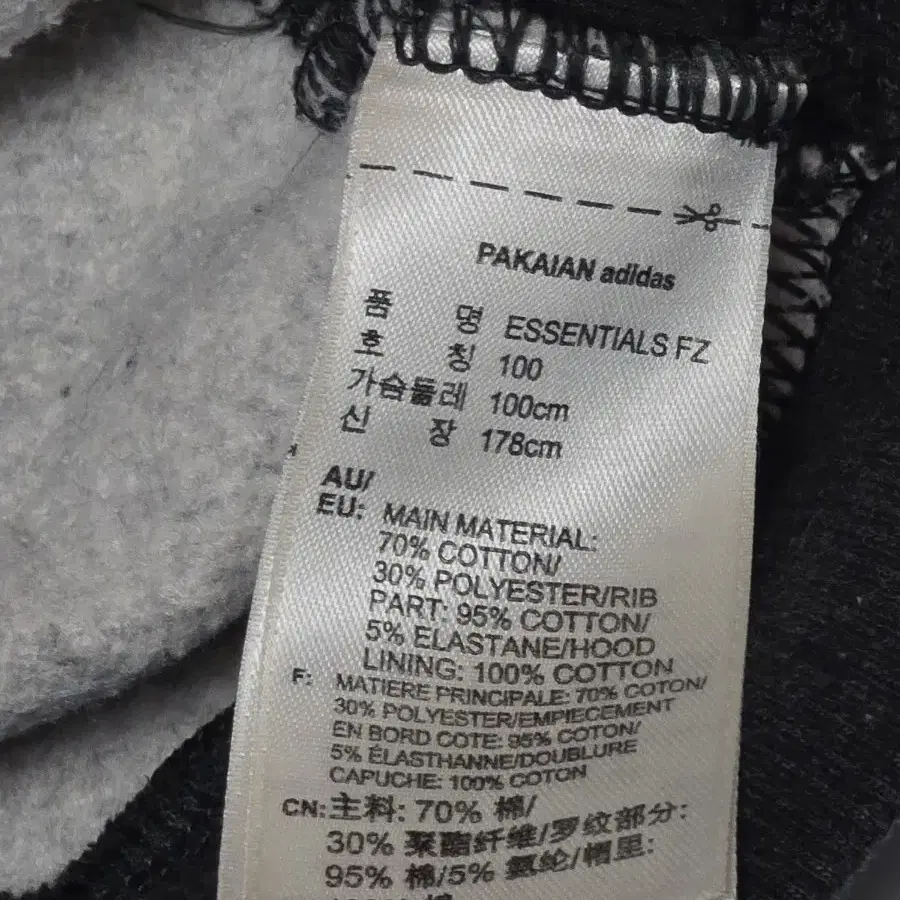 PAKAIAN adidas
품 명 ESSENTIALS FZ
호 칭 100
가슴둘레 100cm
신 장 178cm
AU/
EU: MAIN MATERIAL:
70% COTTON/
30% POLYESTER/RIB
PART: 95% COTTON/
5% ELASTANE/HOOD
LINING: 100% COTTON
F: MATIERE PRINCIPALE: 70% COTON/
30% POLYESTER/EMPIECEMENT
EN BORD COTE: 95% COTON/
5% ÉLASTHANNE/DOUBLURE
CAPUCHE: 100% COTON
CN: 主料: 70% 棉/
30% 聚酯纤维/罗纹部分:
95% 棉/5% 氨纶/帽里: